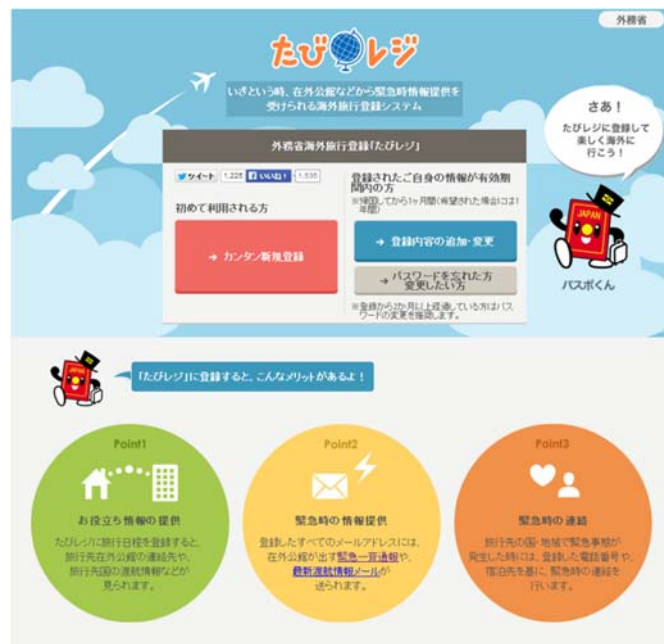 外務省
たびレジ
いざという時、在外公館などから緊急時情報提供を
受けられる海外旅行登録システム
さあ！
たびレジに登録して
楽しく海外に
行こう！
外務省海外旅行登録「たびレジ」
ツイート 1,226 いいね！ 1,535
初めて利用される方
→ カンタン新規登録
登録されたご自身の情報が有効期
間内の方
※帰国してから1ヶ月間(希望された場合には1
年間)
→ 登録内容の追加・変更
→ パスワードを忘れた方
変更したい方
※登録から2か月以上経過している方はパス
ワードの変更を推奨します。
JAPAN
パスポくん
JAPAN
「たびレジ」に登録すると、こんなメリットがあるよ！
Point1
お役立ち情報の提供
たびレジに旅行日程を登録すると、
旅行先在外公館の連絡先や、
旅行先国の渡航情報などが
見られます。
Point2
緊急時の情報提供
登録したすべてのメールアドレスには、
在外公館が出す緊急一斉通報や、
最新渡航情報メールが
送られます。
Point3
緊急時の連絡
旅行先の国・地域で緊急事態が
発生した時には、登録した電話番号や、
宿泊先を基に、緊急時の連絡を
行います。